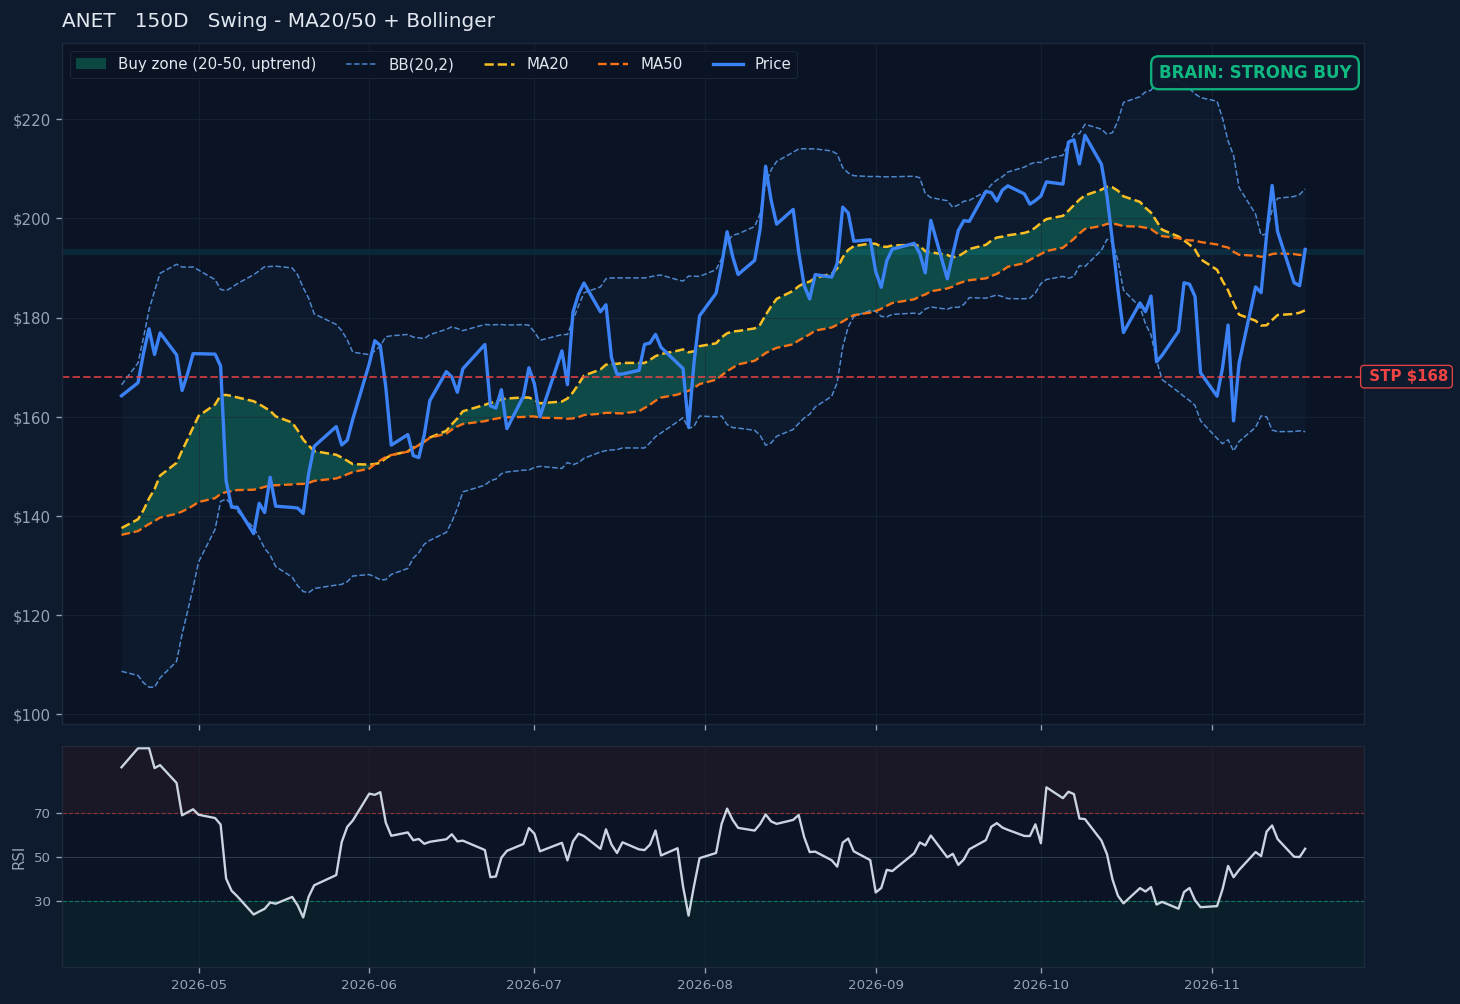 ANET 150D Swing - MA20/50 + Bollinger
Buy zone (20-50, uptrend) BB(20,2) MA20 MA50 Price
BRAIN: STRONG BUY
$220
$200
$180
$160
$140
$120
$100
STP $168
RSI
70
50
30
2026-05 2026-06 2026-07 2026-08 2026-09 2026-10 2026-11